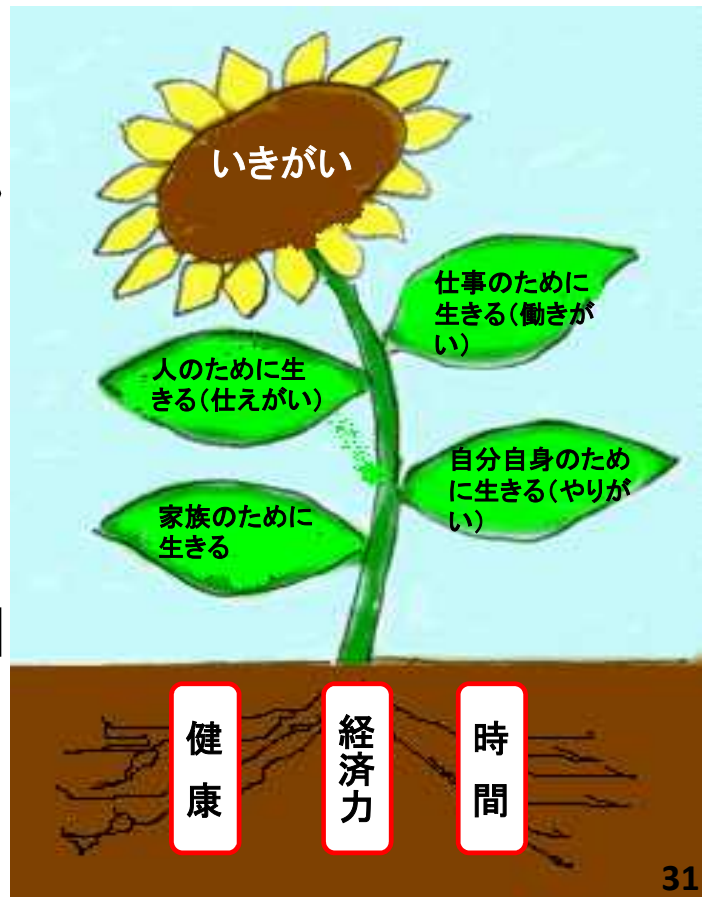 いきがい
仕事のために
生きる(働きが
い)
人のために生
きる(仕えがい)
自分自身のため
に生きる(やりが
い)
家族のために
生きる
健康
経済力
時間
31